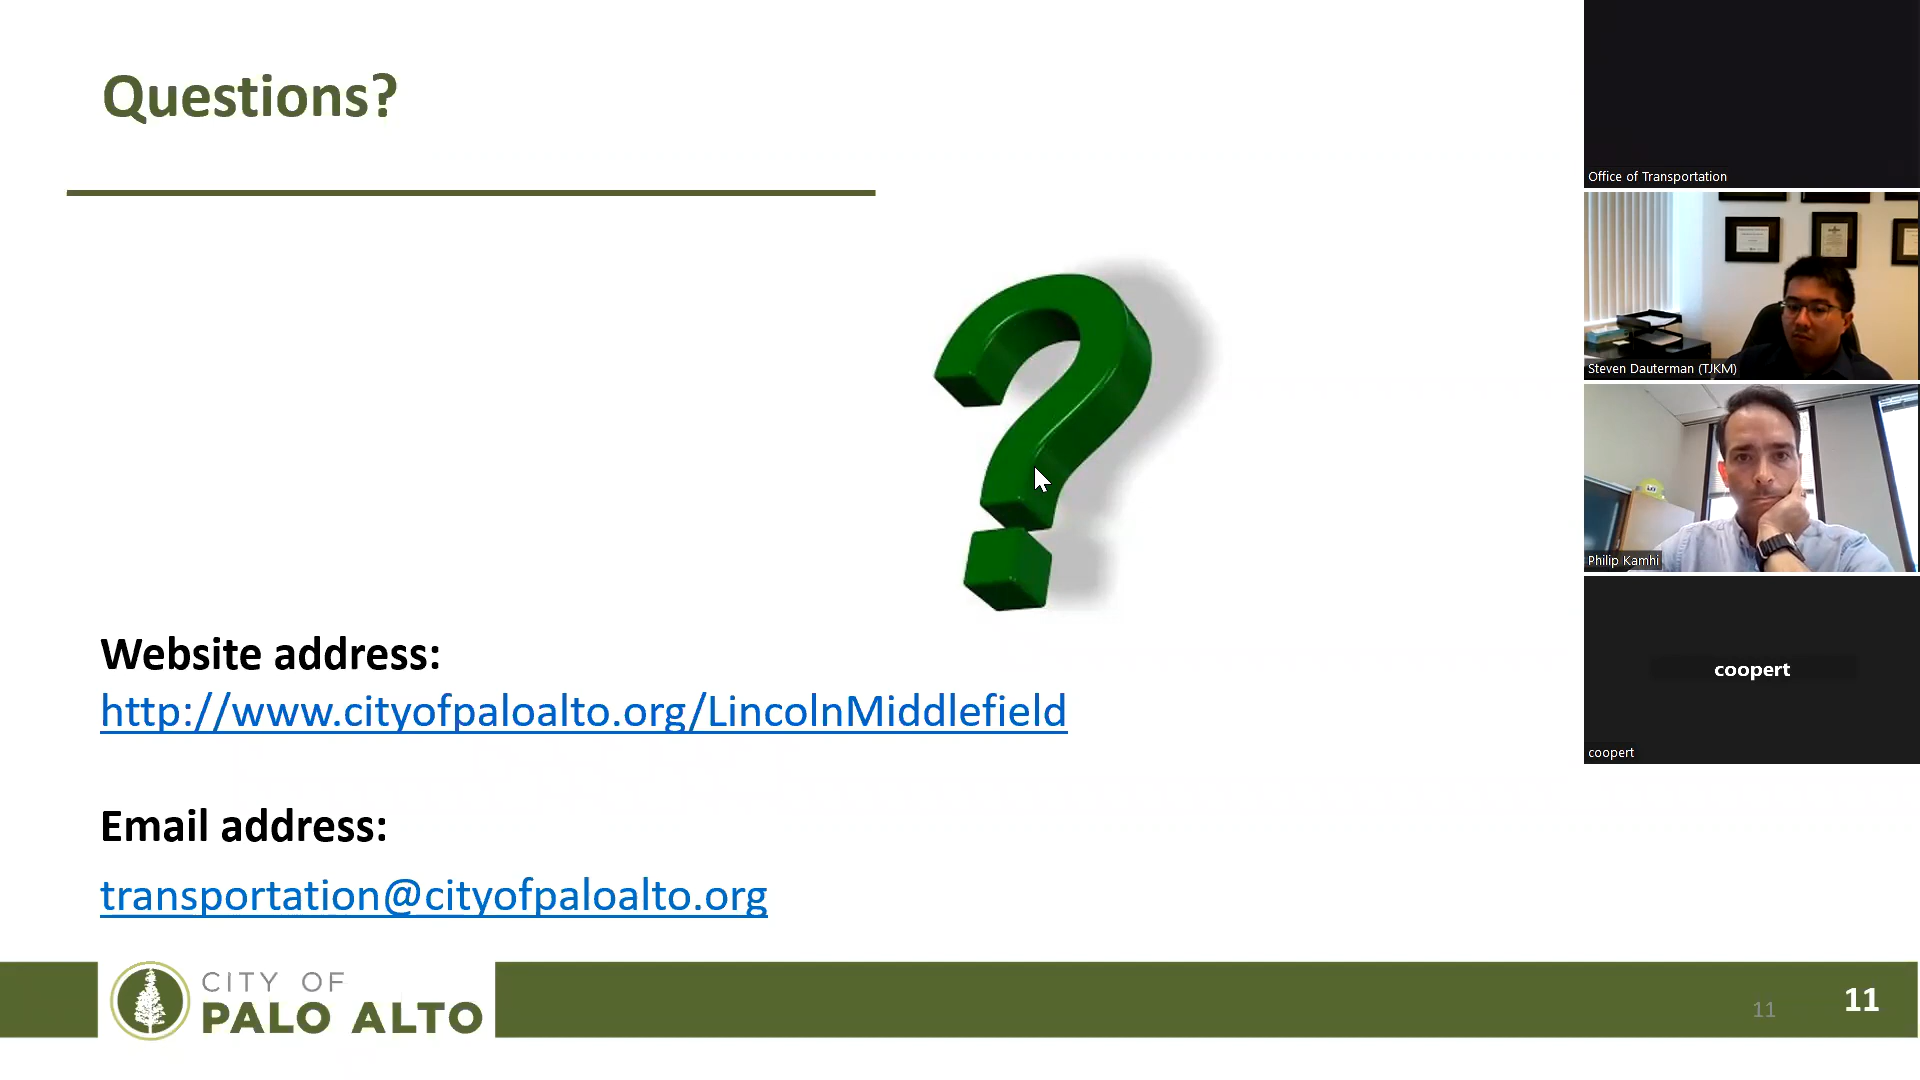 Questions?
Website address:
http://www.cityofpaloalto.org/LincolnMiddlefield
Email address:
transportation@cityofpaloalto.org
CITY OF
PALO ALTO
11
11
Office of Transportation
Steven Dauterman (TJKM)
Philip Kamhi
coopert
coopert